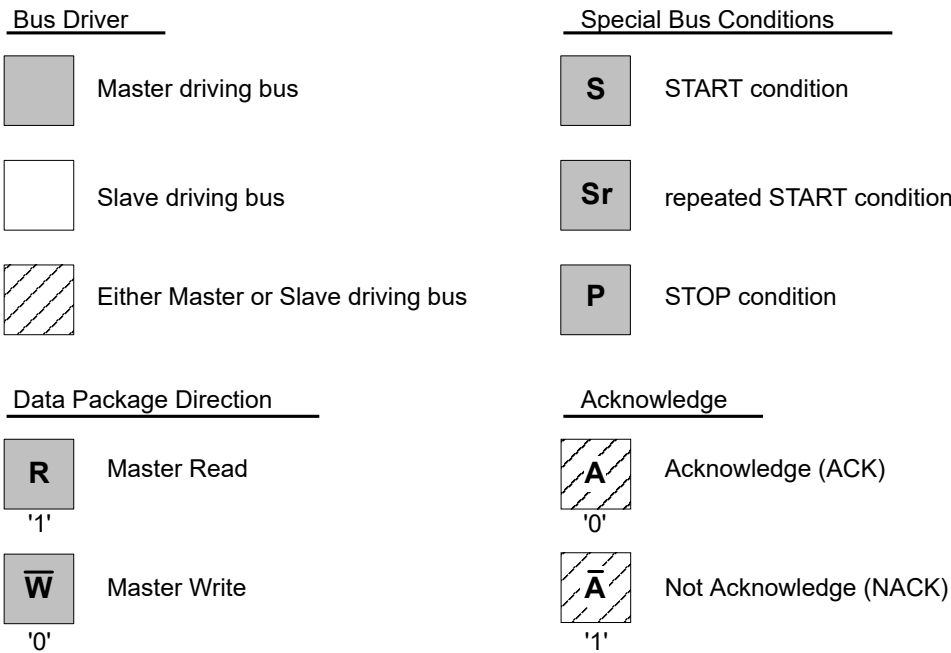 Bus Driver
Master driving bus
Slave driving bus
Either Master or Slave driving bus
Special Bus Conditions
S START condition
Sr repeated START condition
P STOP condition
Data Package Direction
R Master Read
'1'
W̅ Master Write
'0'
Acknowledge
A Acknowledge (ACK)
'0'
A̅ Not Acknowledge (NACK)
'1'